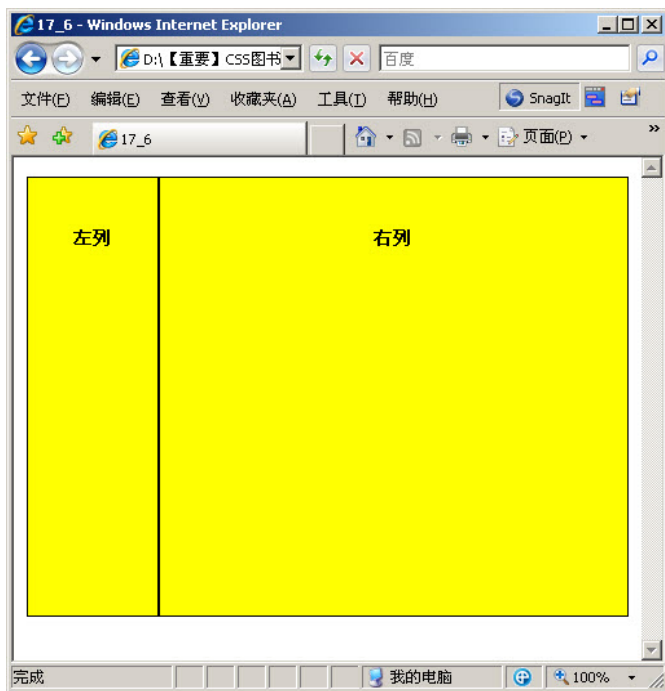 17_6 - Windows Internet Explorer
D:\【重要】CSS图书
百度
文件(F) 编辑(E) 查看(V) 收藏夹(A) 工具(T) 帮助(H) SnagIt
17_6 页面(P) »
左列 右列
完成 我的电脑 100%